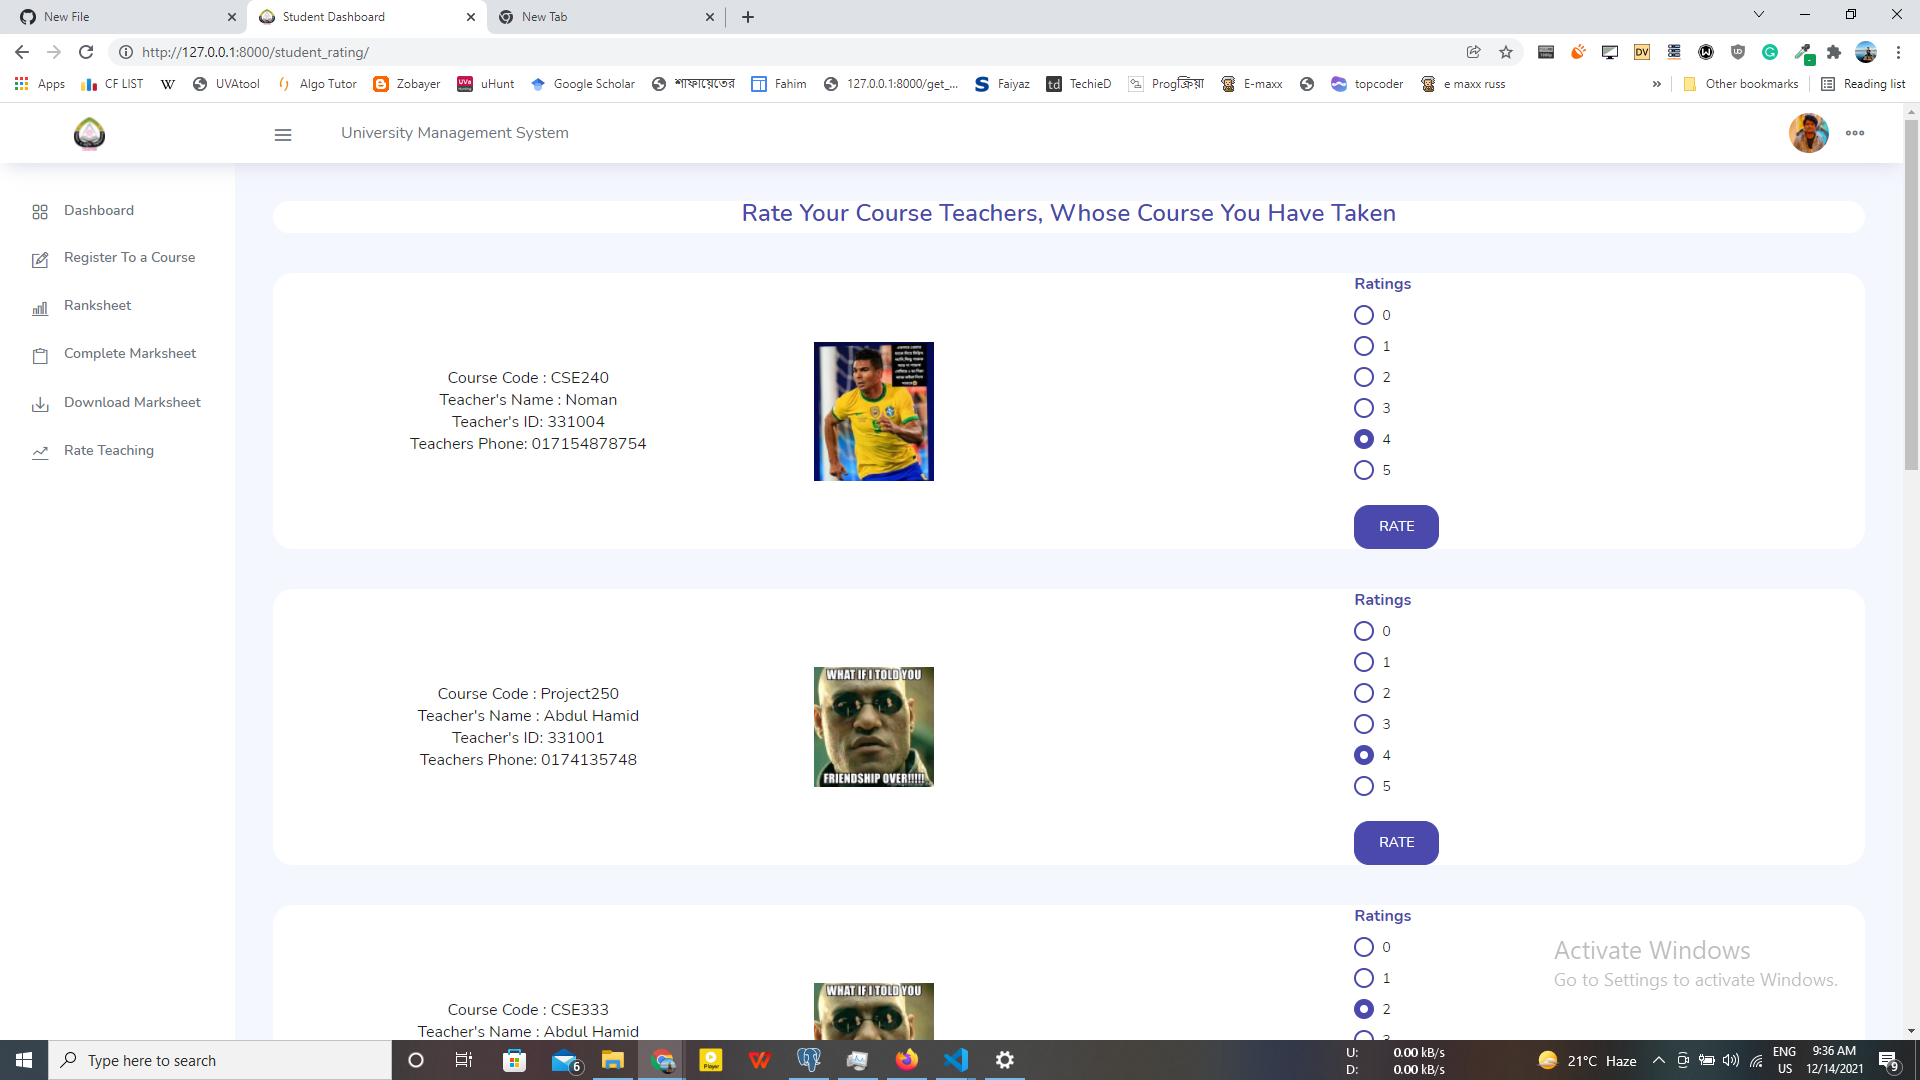 New File
Student Dashboard
New Tab
http://127.0.0.1:8000/student_rating/
Apps
CF LIST
UVAtool
Algo Tutor
Zobayer
uHunt
Google Scholar
শাফায়েতের
Fahim
127.0.0.1:8000/get_...
Faiyaz
TechieD
Progক্রিয়া
E-maxx
topcoder
e maxx russ
Other bookmarks
Reading list
University Management System
Dashboard
Register To a Course
Ranksheet
Complete Marksheet
Download Marksheet
Rate Teaching
Rate Your Course Teachers, Whose Course You Have Taken
Course Code : CSE240
Teacher's Name : Noman
Teacher's ID: 331004
Teachers Phone: 017154878754
Ratings
0
1
2
3
4
5
RATE
Course Code : Project250
Teacher's Name : Abdul Hamid
Teacher's ID: 331001
Teachers Phone: 0174135748
WHAT IF I TOLD YOU
FRIENDSHIP OVER!!!!!
Ratings
0
1
2
3
4
5
RATE
Course Code : CSE333
Teacher's Name : Abdul Hamid
WHAT IF I TOLD YOU
Ratings
0
1
2
Activate Windows
Go to Settings to activate Windows.
Type here to search
6
U: 0.00 kB/s
D: 0.00 kB/s
21°C Haze
ENG
US
9:36 AM
12/14/2021
9